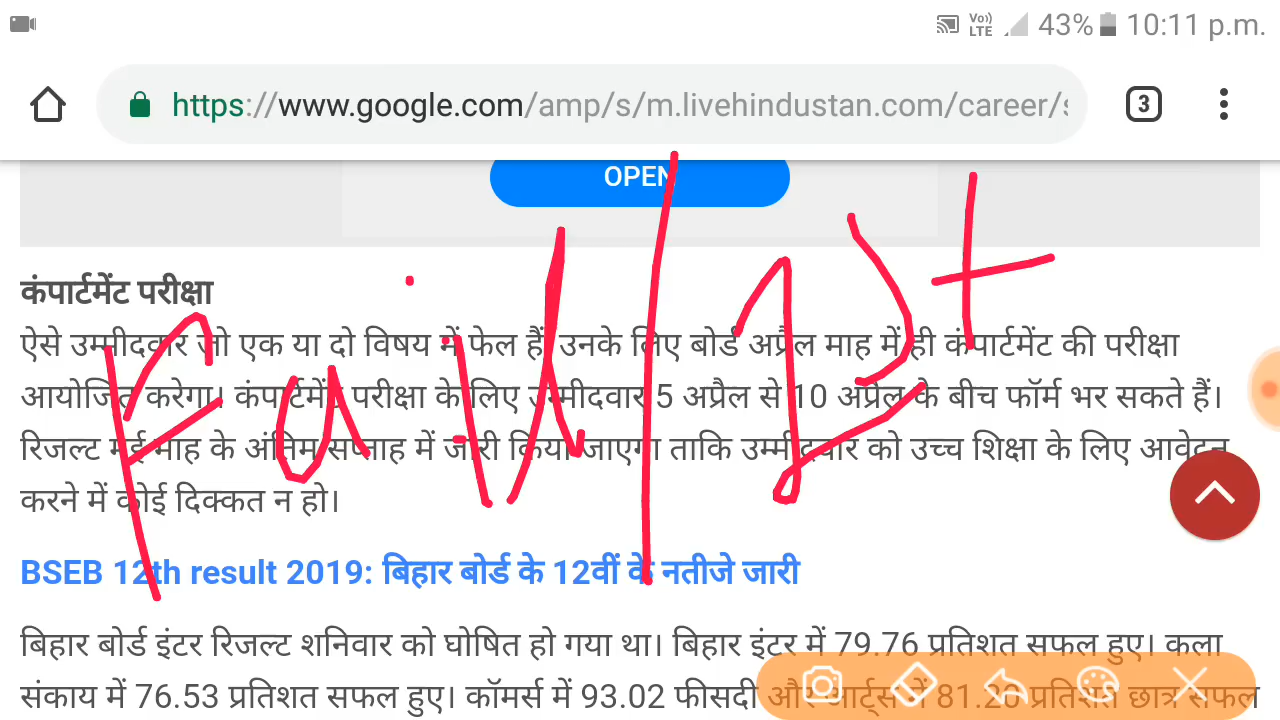 Vo)) 43% 10:11 p.m.
LTE
https://www.google.com/amp/s/m.livehindustan.com/career/s 3
OPEN
कंपार्टमेंट परीक्षा
ऐसे उम्मीदवार जो एक या दो विषय में फेल हैं, उनके लिए बोर्ड अप्रैल माह में ही कंपार्टमेंट की परीक्षा
आयोजित करेगा। कंपार्टमेंट परीक्षा के लिए उम्मीदवार 5 अप्रैल से 10 अप्रैल के बीच फॉर्म भर सकते हैं।
रिजल्ट मई माह के अंतिम सप्ताह में जारी किया जाएगा ताकि उम्मीदवार को उच्च शिक्षा के लिए आवेदन
करने में कोई दिक्कत न हो।
Fail/1st
BSEB 12th result 2019: बिहार बोर्ड के 12वीं के नतीजे जारी
बिहार बोर्ड इंटर रिजल्ट शनिवार को घोषित हो गया था। बिहार इंटर में 79.76 प्रतिशत सफल हुए। कला
संकाय में 76.53 प्रतिशत सफल हुए। कॉमर्स में 93.02 फीसदी और आर्ट्स में 81.20 प्रतिशत छात्र सफल